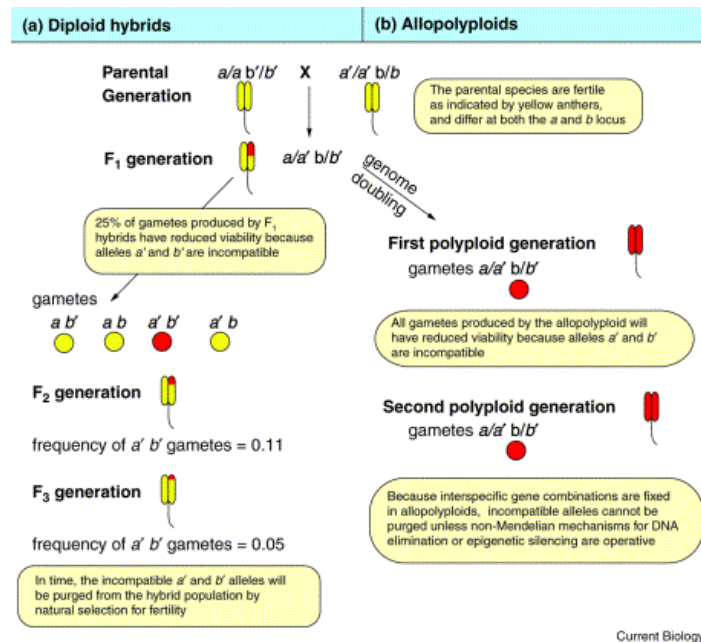 (a) Diploid hybrids
(b) Allopolyploids
Parental
Generation
a/a b'/b'
X
a'/a' b/b
The parental species are fertile
as indicated by yellow anthers,
and differ at both the a and b locus
F1 generation
a/a' b/b'
genome
doubling
25% of gametes produced by F1
hybrids have reduced viability because
alleles a' and b' are incompatible
gametes
a b'
a b
a' b'
a' b
F2 generation
frequency of a' b' gametes = 0.11
F3 generation
frequency of a' b' gametes = 0.05
In time, the incompatible a' and b' alleles will
be purged from the hybrid population by
natural selection for fertility
First polyploid generation
gametes a/a' b/b'
All gametes produced by the allopolyploid will
have reduced viability because alleles a' and b'
are incompatible
Second polyploid generation
gametes a/a' b/b'
Because interspecific gene combinations are fixed
in allopolyploids, incompatible alleles cannot be
purged unless non-Mendelian mechanisms for DNA
elimination or epigenetic silencing are operative
Current Biology